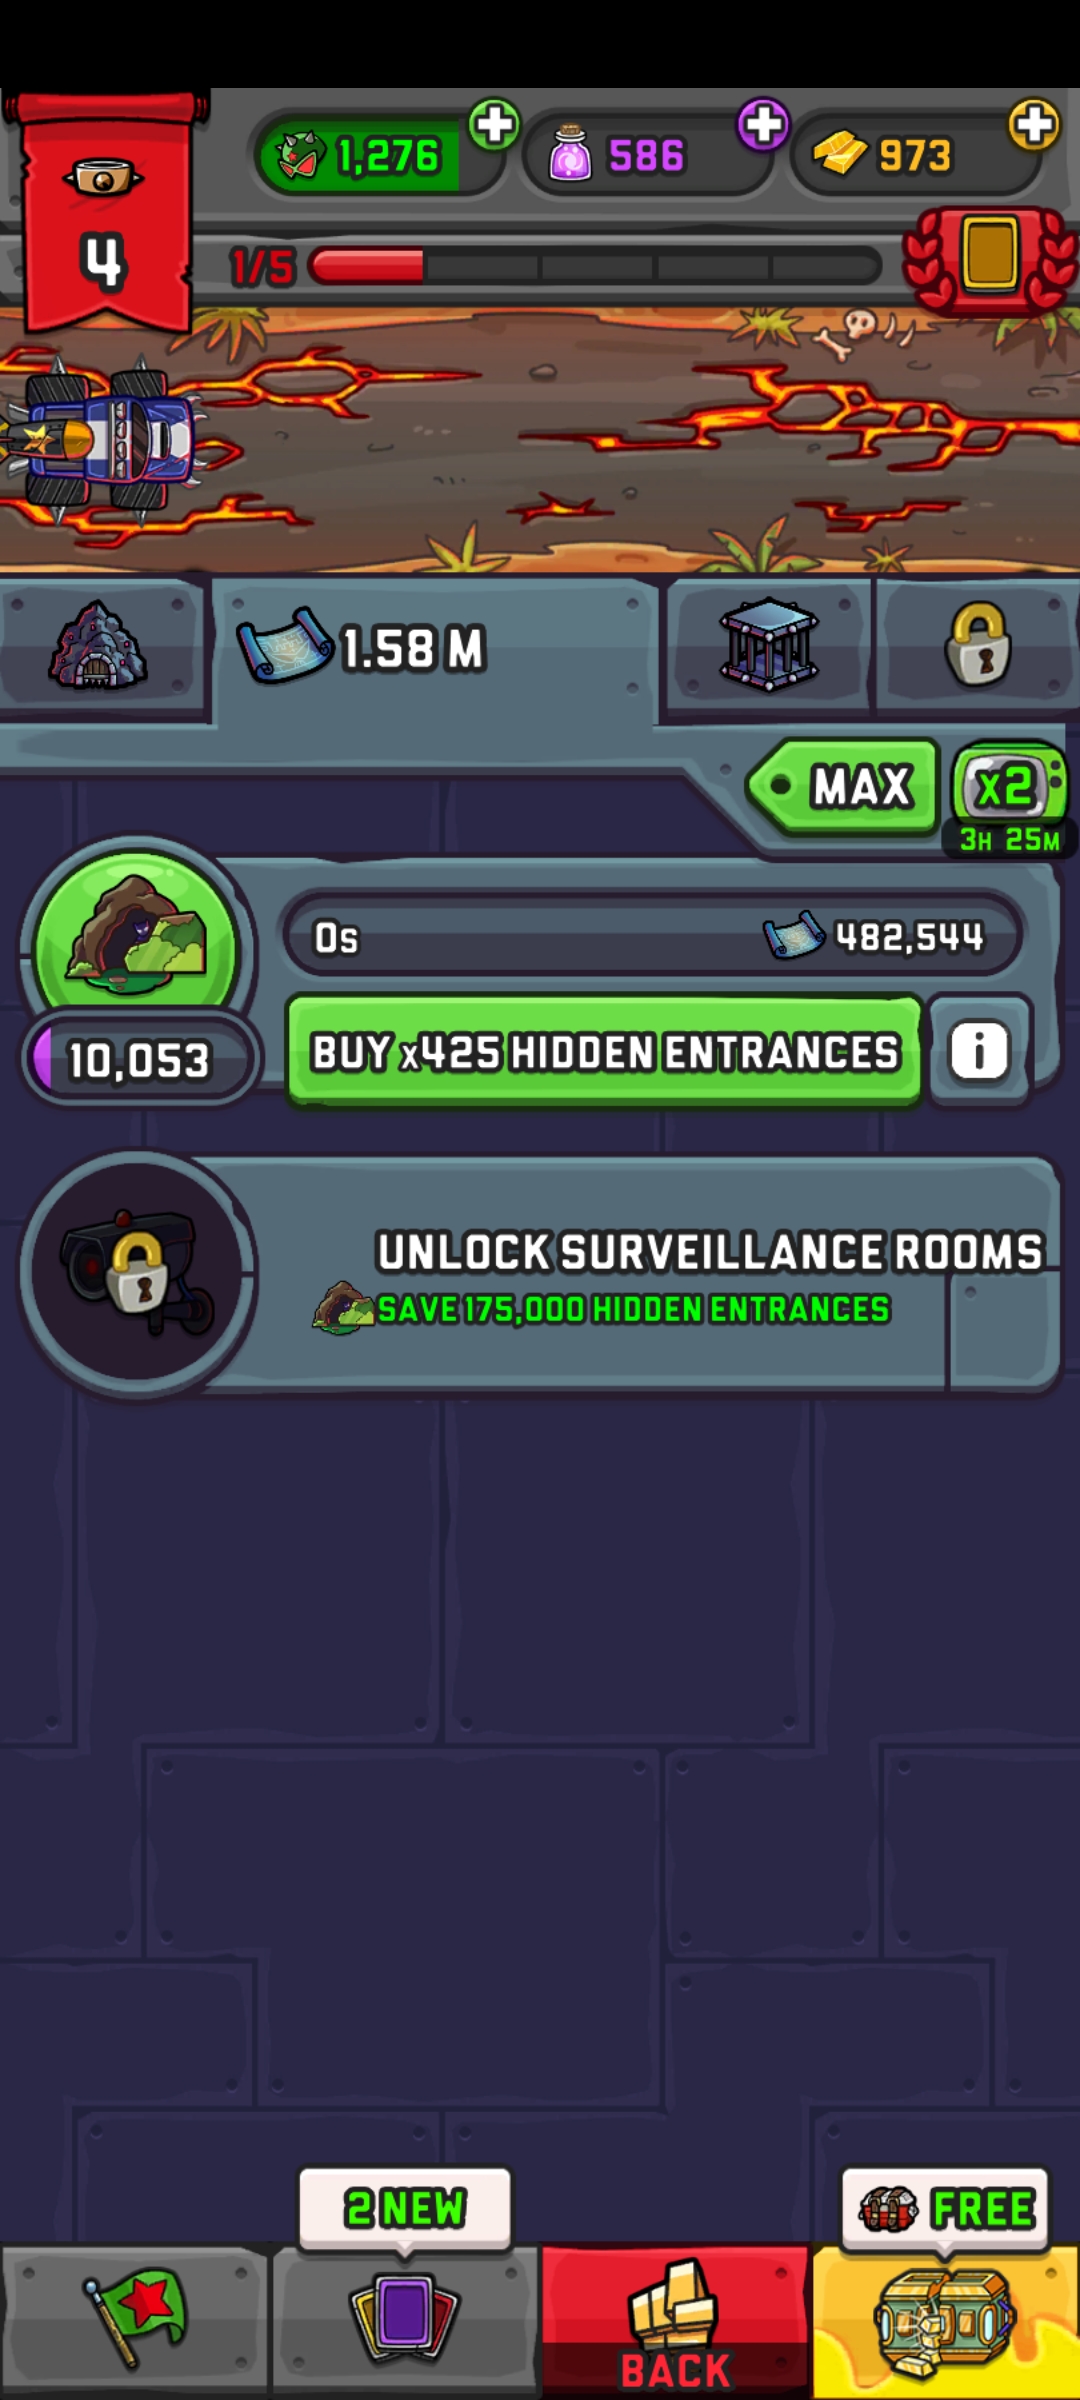 1,276
586
973
4
1/5
1.58 M
MAX
x2
3H 25M
0s
482,544
10,053
BUY x425 HIDDEN ENTRANCES
i
UNLOCK SURVEILLANCE ROOMS
SAVE 175,000 HIDDEN ENTRANCES
2 NEW
FREE
BACK